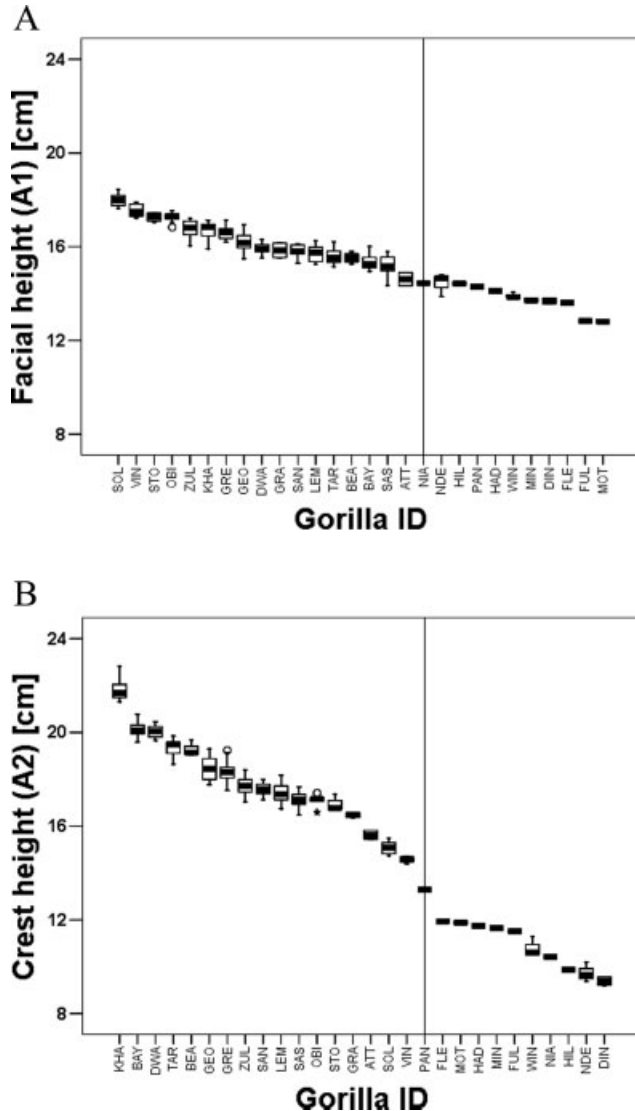 A
Facial height (A1) [cm]
24
20
16
12
8
SOL VIN STO OBI ZUL KHA GRE GEO DWA GRA SAN LEM TAR BEA BAY SAS ATT NIA NDE HIL PAN HAD WIN MIN DIN FLE FUL MOT
Gorilla ID
B
Crest height (A2) [cm]
24
20
16
12
8
KHA BAY DWA TAR BEA GEO GRE ZUL SAN LEM SAS OBI STO GRA ATT SOL VIN PAN FLE MOT HAD MIN FUL WIN NIA HIL NDE DIN
Gorilla ID